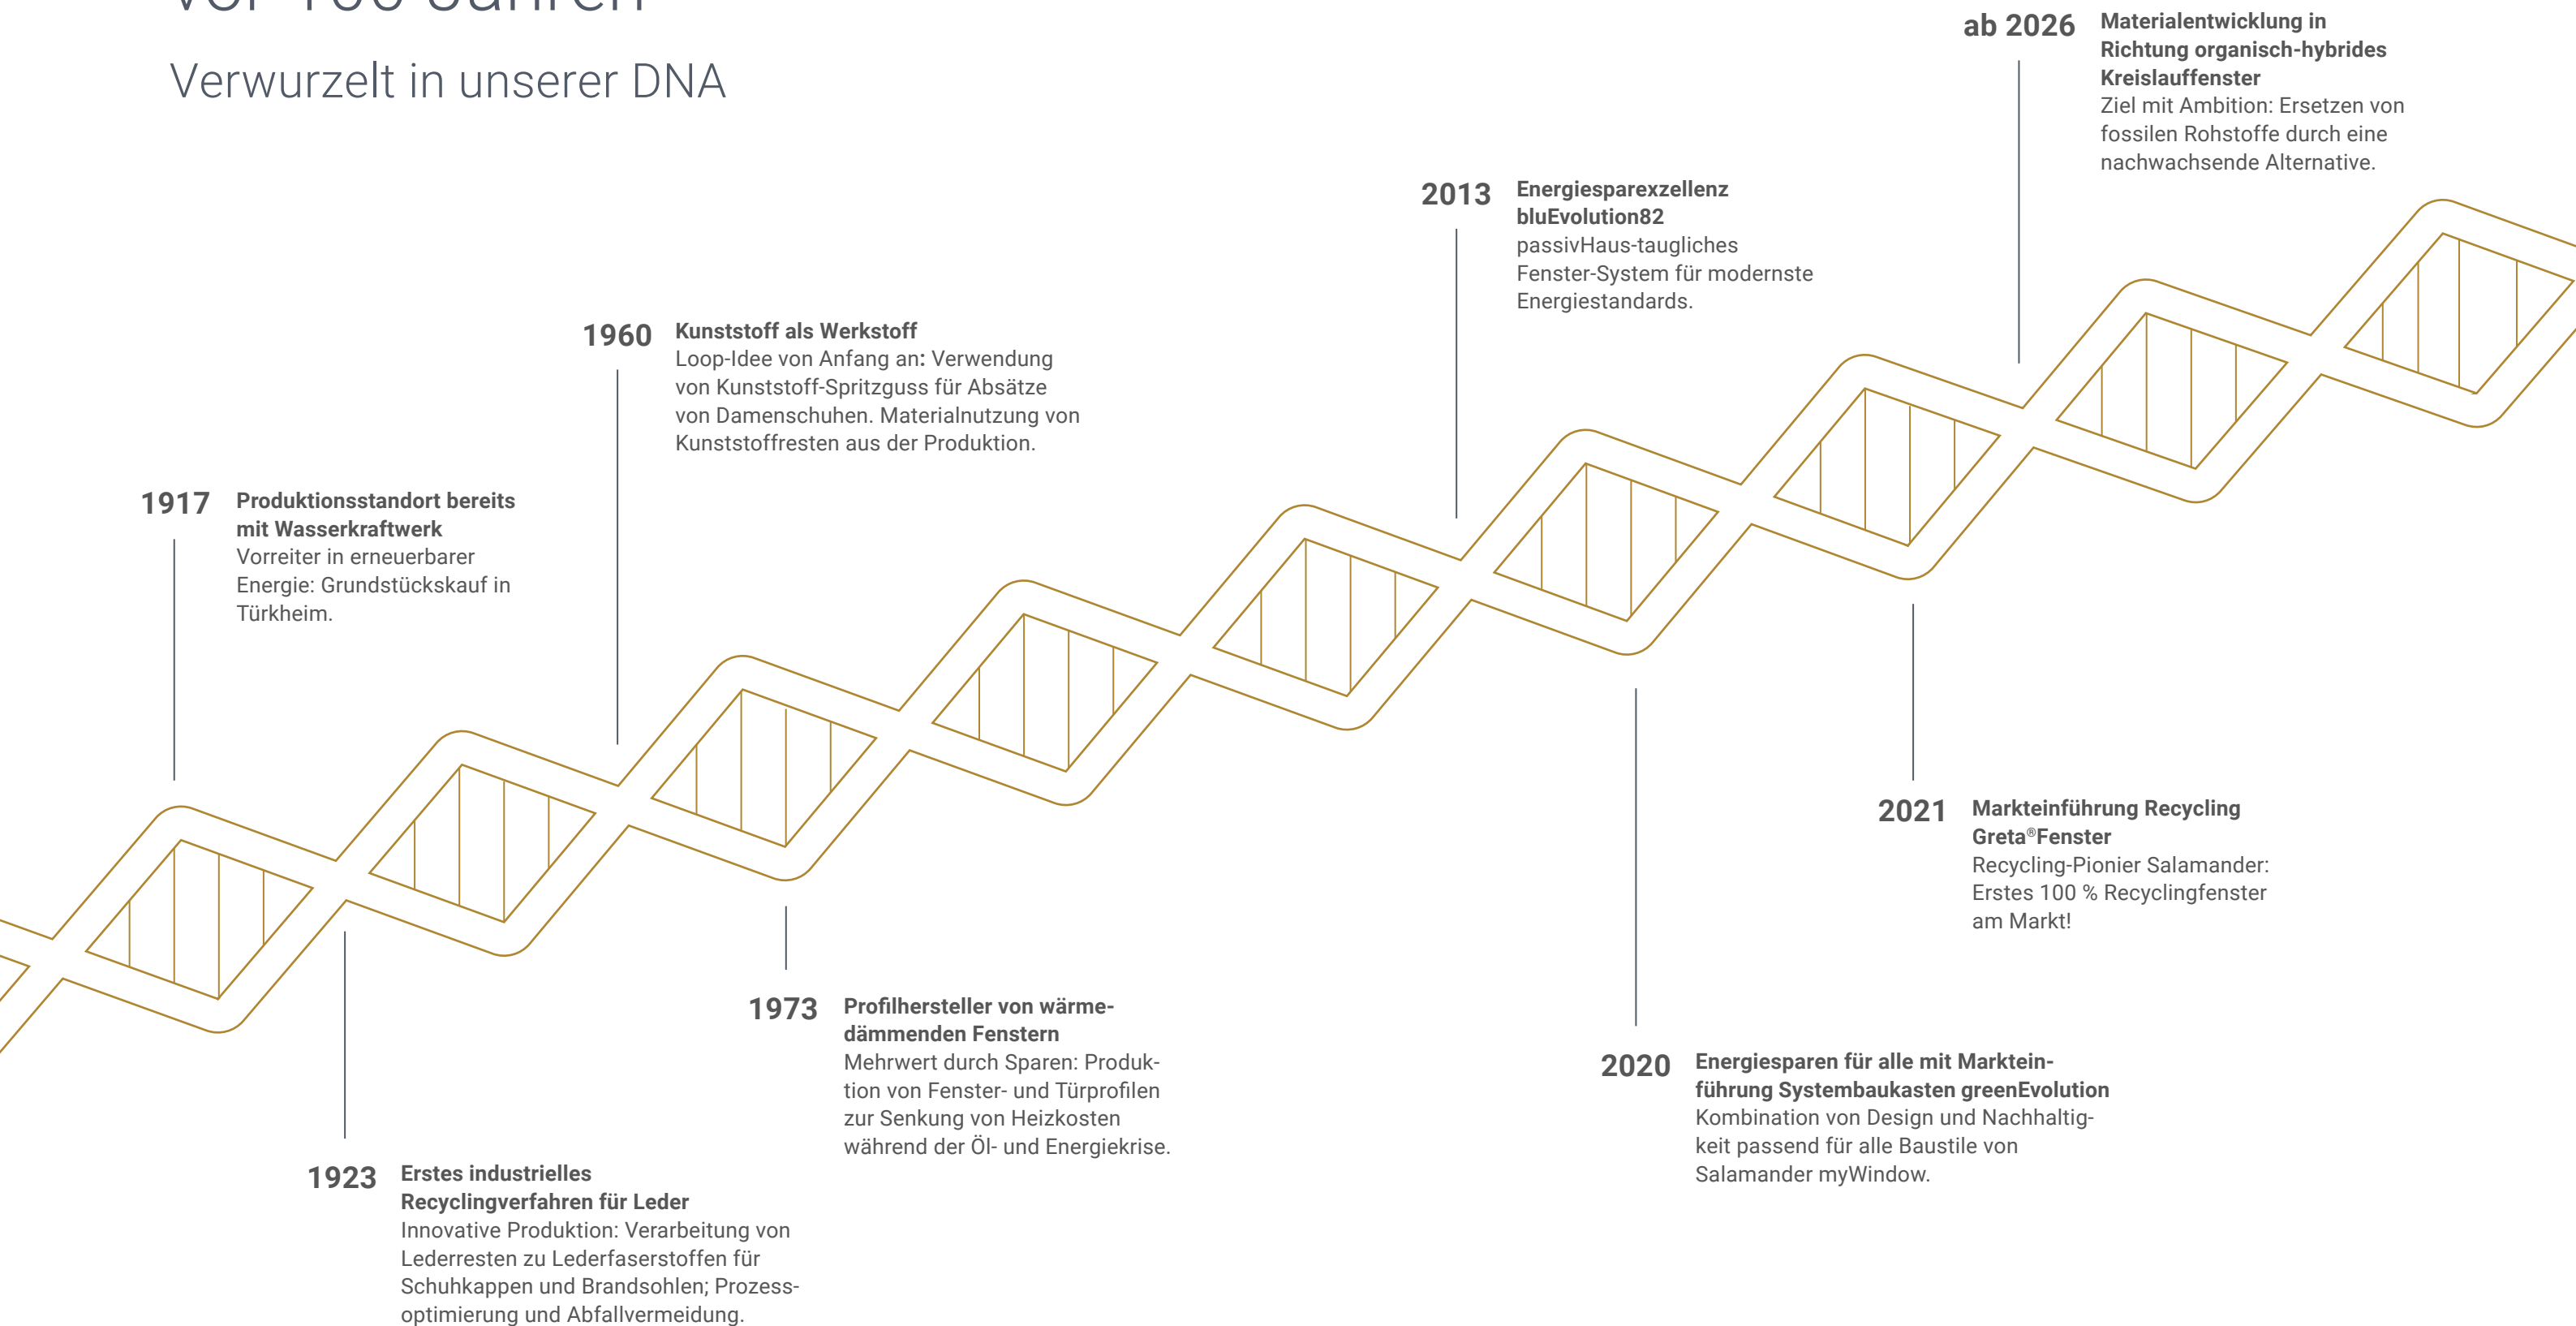 vor 100 Jahren
Verwurzelt in unserer DNA
1917
Produktionsstandort bereits
mit Wasserkraftwerk
Vorreiter in erneuerbarer
Energie: Grundstückskauf in
Türkheim.
1923
Erstes industrielles
Recyclingverfahren für Leder
Innovative Produktion: Verarbeitung von
Lederresten zu Lederfaserstoffen für
Schuhkappen und Brandsohlen; Prozess-
optimierung und Abfallvermeidung.
1960
Kunststoff als Werkstoff
Loop-Idee von Anfang an: Verwendung
von Kunststoff-Spritzguss für Absätze
von Damenschuhen. Materialnutzung von
Kunststoffresten aus der Produktion.
1973
Profilhersteller von wärme-
dämmenden Fenstern
Mehrwert durch Sparen: Produk-
tion von Fenster- und Türprofilen
zur Senkung von Heizkosten
während der Öl- und Energiekrise.
2013
Energiesparexzellenz
bluEvolution82
passivHaus-taugliches
Fenster-System für modernste
Energiestandards.
2020
Energiesparen für alle mit Marktein-
führung Systembaukasten greenEvolution
Kombination von Design und Nachhaltig-
keit passend für alle Baustile von
Salamander myWindow.
2021
Markteinführung Recycling
Greta®Fenster
Recycling-Pionier Salamander:
Erstes 100 % Recyclingfenster
am Markt!
ab 2026
Materialentwicklung in
Richtung organisch-hybrides
Kreislauffenster
Ziel mit Ambition: Ersetzen von
fossilen Rohstoffe durch eine
nachwachsende Alternative.